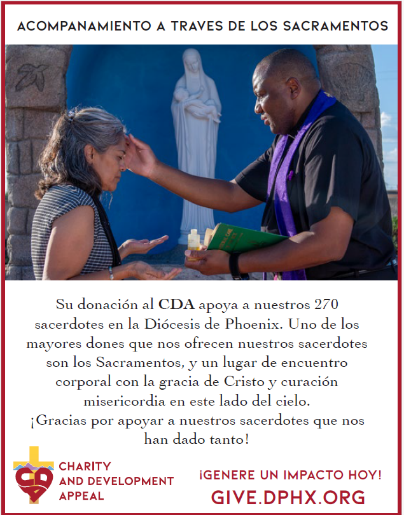 ACOMPANAMIENTO A TRAVES DE LOS SACRAMENTOS
Su donación al CDA apoya a nuestros 270
sacerdotes en la Diócesis de Phoenix. Uno de los
mayores dones que nos ofrecen nuestros sacerdotes
son los Sacramentos, y un lugar de encuentro
corporal con la gracia de Cristo y curación
misericordia en este lado del cielo.
¡Gracias por apoyar a nuestros sacerdotes que nos
han dado tanto!
CHARITY
AND DEVELOPMENT
APPEAL
¡GENERE UN IMPACTO HOY!
GIVE.DPHX.ORG